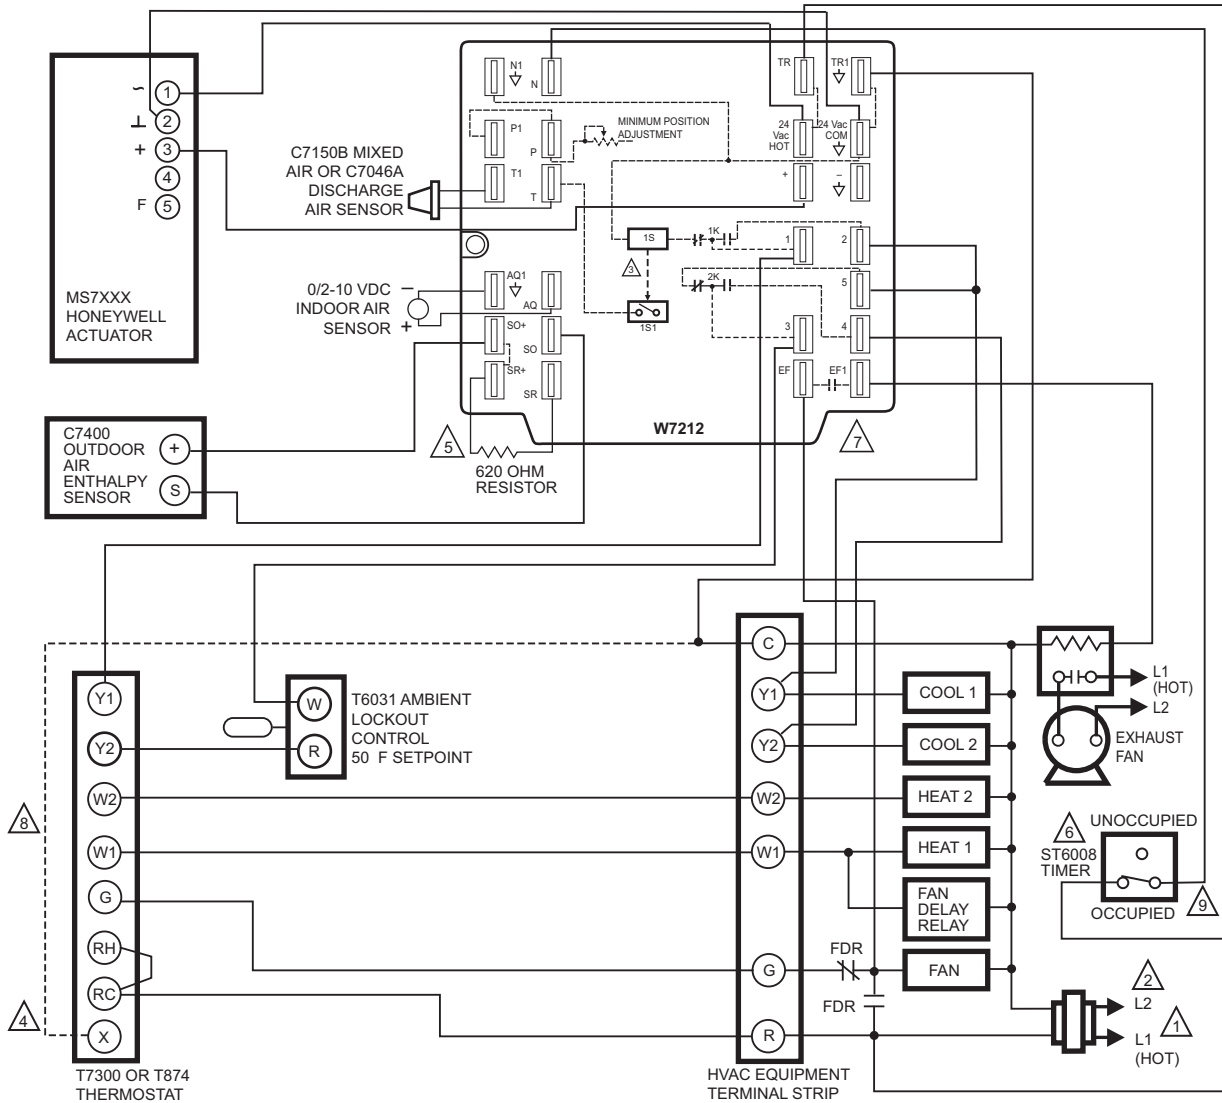 ~
1
2
+
3
4
F
5
MS7XXX
HONEYWELL
ACTUATOR
C7150B MIXED
AIR OR C7046A
DISCHARGE
AIR SENSOR
0/2-10 VDC
INDOOR AIR
SENSOR
−
+
N1
N
P1
P
MINIMUM POSITION
ADJUSTMENT
T1
T
AQ1
AQ
SO+
SO
SR+
SR
TR
TR1
24
Vac
HOT
24 Vac
COM
+
−
1S
1K
1
2
3
2K
5
1S1
3
4
EF
EF1
W7212
5
7
620 OHM
RESISTOR
C7400
OUTDOOR
AIR
ENTHALPY
SENSOR
+
S
Y1
Y2
W2
W1
G
RH
RC
X
8
4
T7300 OR T874
THERMOSTAT
W
R
T6031 AMBIENT
LOCKOUT
CONTROL
50 F SETPOINT
C
Y1
Y2
W2
W1
G
R
HVAC EQUIPMENT
TERMINAL STRIP
COOL 1
COOL 2
HEAT 2
HEAT 1
FAN
DELAY
RELAY
FAN
FDR
FDR
L1
(HOT)
L2
EXHAUST
FAN
6
UNOCCUPIED
ST6008
TIMER
OCCUPIED
9
2
L2
1
L1
(HOT)